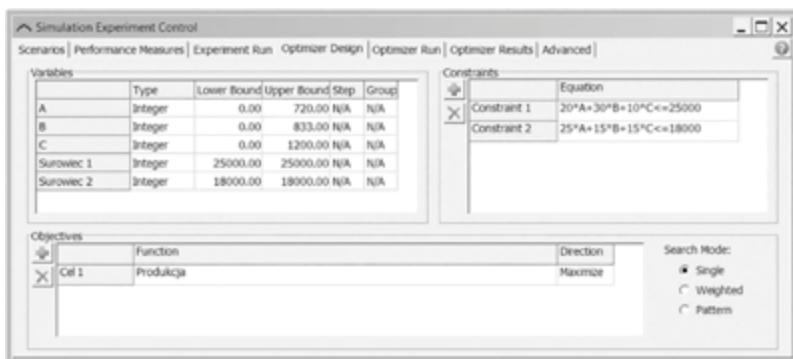 Simulation Experiment Control
Scenarios | Performance Measures | Experiment Run | Optimizer Design | Optimizer Run | Optimizer Results | Advanced |
Variables
Type Lower Bound Upper Bound Step Group
A Integer 0.00 720.00 N/A N/A
B Integer 0.00 833.00 N/A N/A
C Integer 0.00 1200.00 N/A N/A
Surowiec 1 Integer 25000.00 25000.00 N/A N/A
Surowiec 2 Integer 18000.00 18000.00 N/A N/A
Constraints
Equation
Constraint 1 20*A+30*B+10*C<=25000
Constraint 2 25*A+15*B+15*C<=18000
Objectives
Function Direction
Cel 1 Produkcja Maximize
Search Mode:
Single
Weighted
Pattern